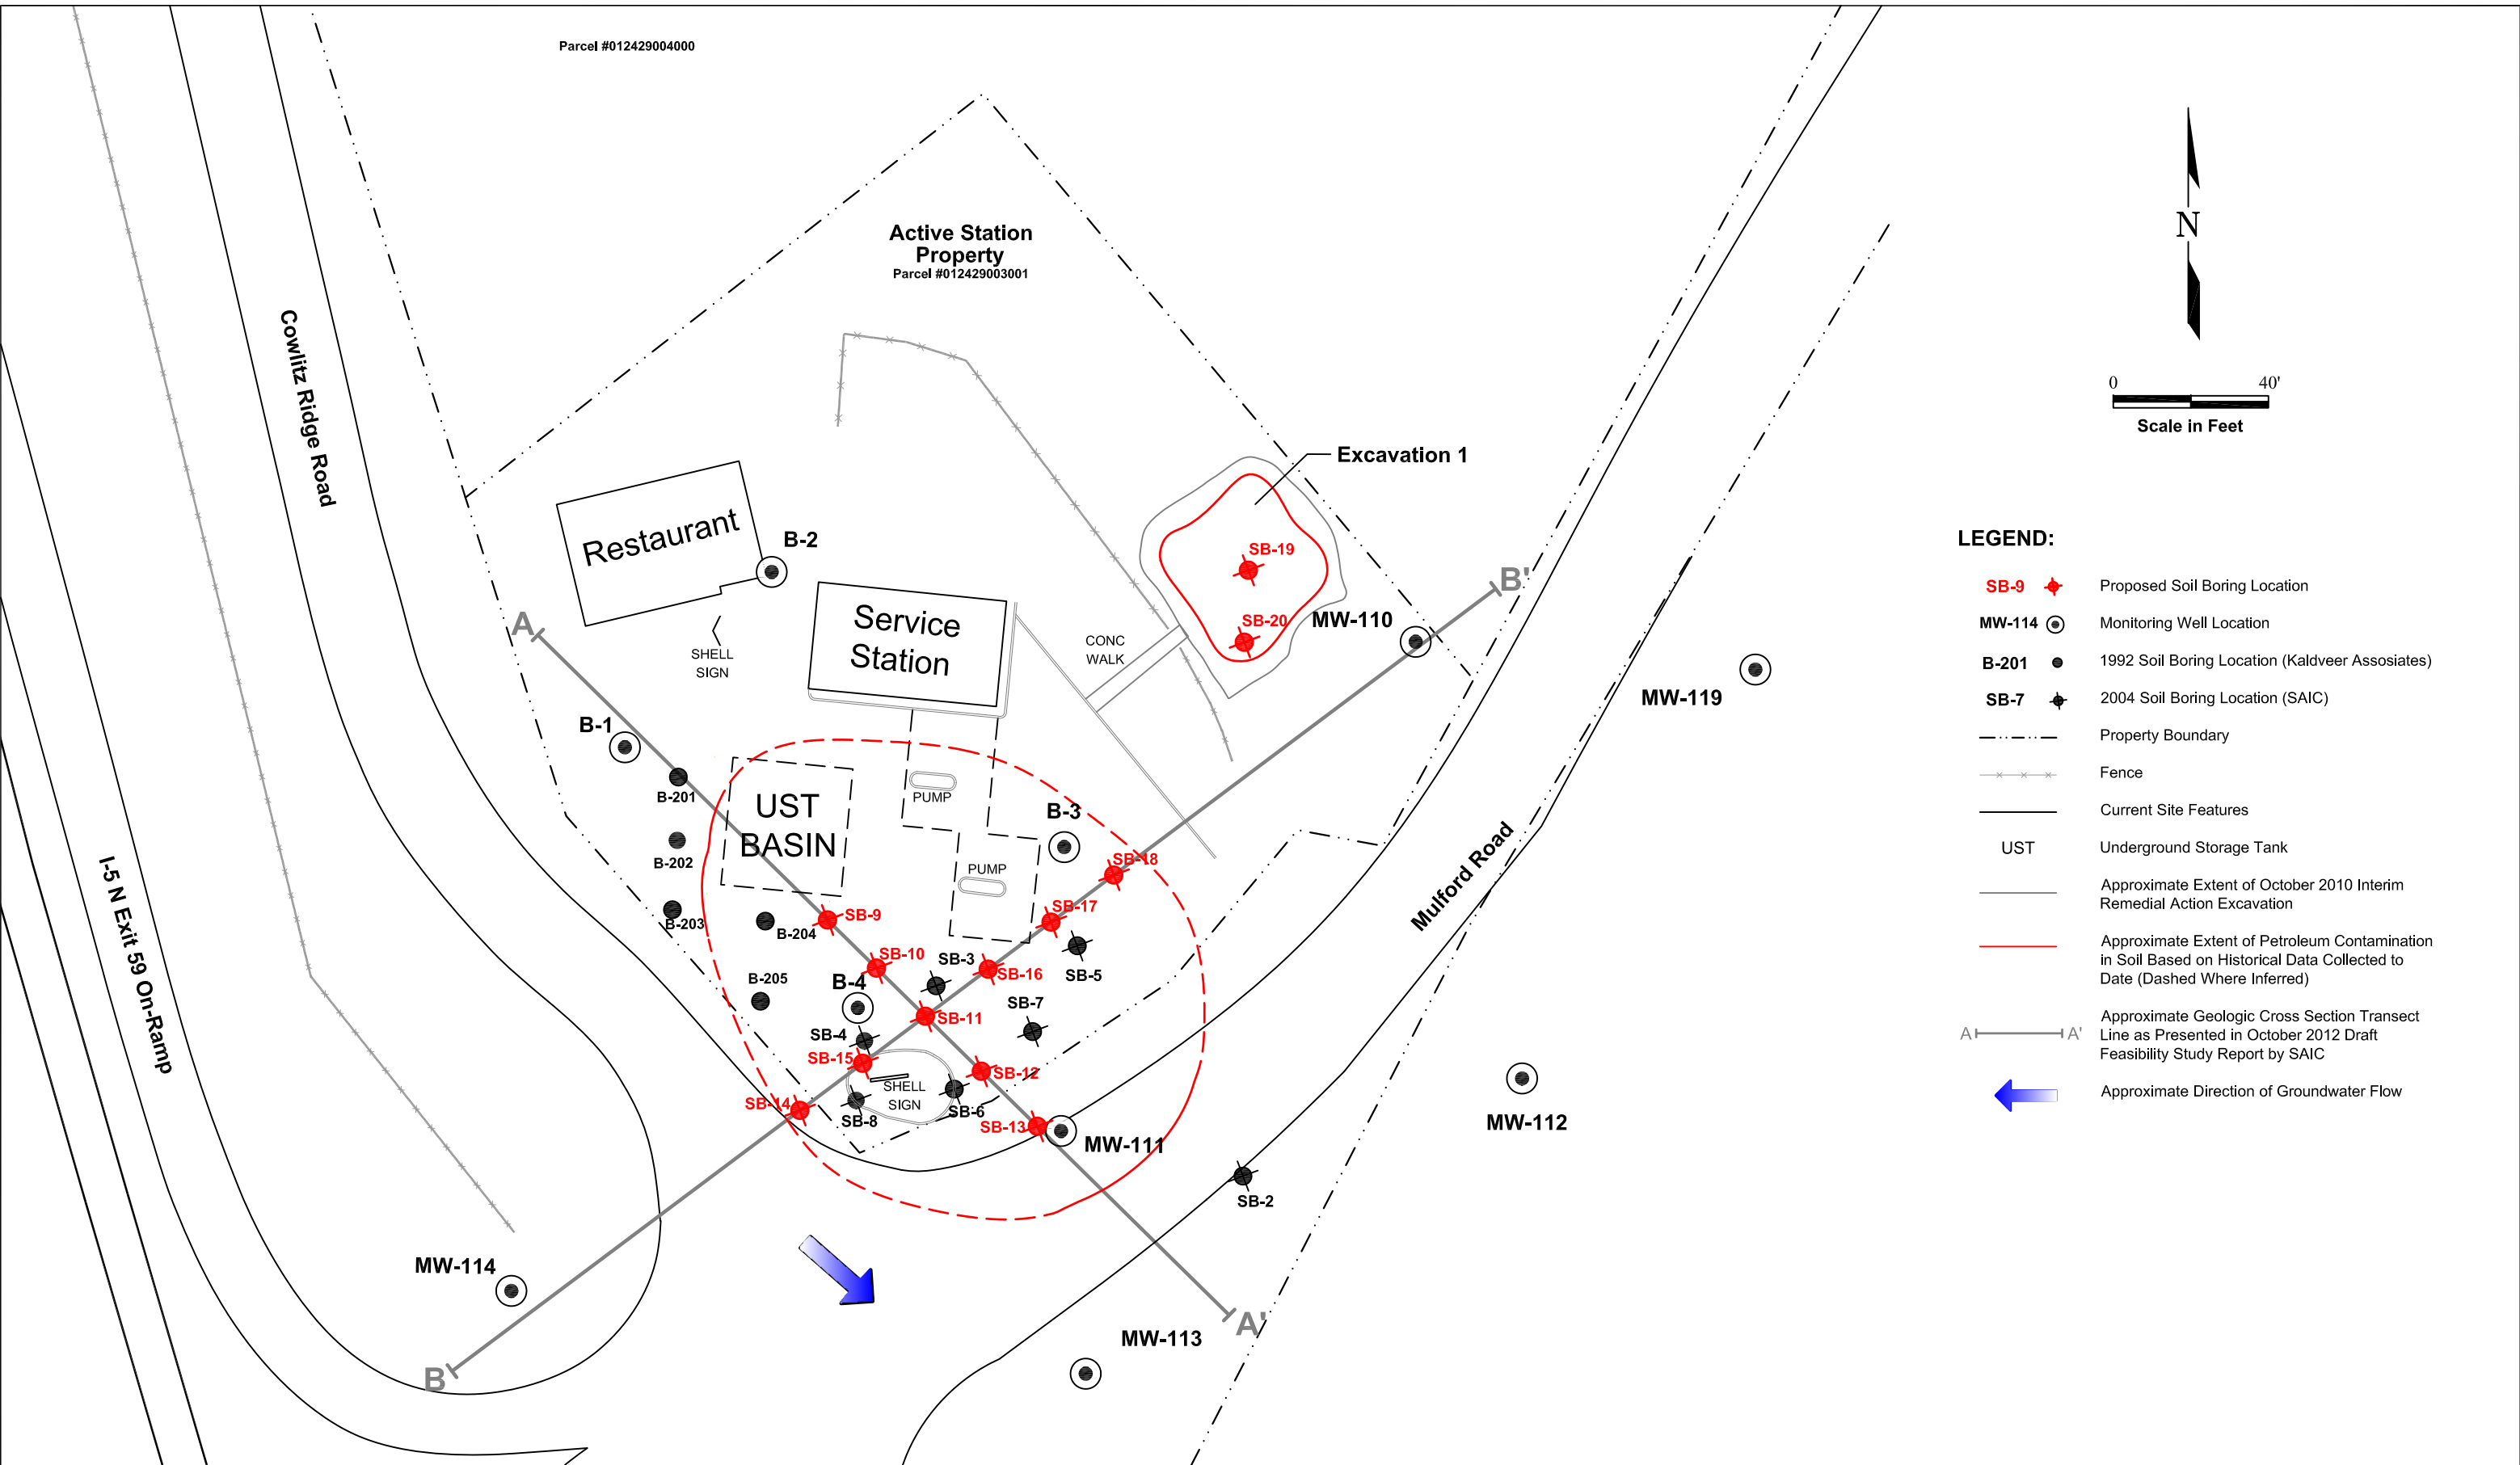 Parcel #012429004000
Active Station
Property
Parcel #012429003001
N
0 40'
Scale in Feet
Cowlitz Ridge Road
Excavation 1
Restaurant
B-2
SB-19
SB-20
MW-110
B'
A
Service
Station
SHELL
SIGN
CONC
WALK
MW-119
B-1
B-201
UST
BASIN
PUMP
B-3
B-202
PUMP
SB-18
Mulford Road
I-5 N Exit 59 On-Ramp
B-203
B-204
SB-9
SB-17
SB-10
SB-3
SB-16
SB-5
B-205
B-4
SB-7
SB-11
SB-4
SB-15
SB-12
SHELL
SIGN
SB-14
SB-8
SB-6
SB-13
MW-111
MW-112
SB-2
MW-114
A'
MW-113
B
LEGEND:
SB-9 Proposed Soil Boring Location
MW-114 Monitoring Well Location
B-201 1992 Soil Boring Location (Kaldveer Assosiates)
SB-7 2004 Soil Boring Location (SAIC)
Property Boundary
Fence
Current Site Features
UST Underground Storage Tank
Approximate Extent of October 2010 Interim
Remedial Action Excavation
Approximate Extent of Petroleum Contamination
in Soil Based on Historical Data Collected to
Date (Dashed Where Inferred)
Approximate Geologic Cross Section Transect
A A' Line as Presented in October 2012 Draft
Feasibility Study Report by SAIC
Approximate Direction of Groundwater Flow